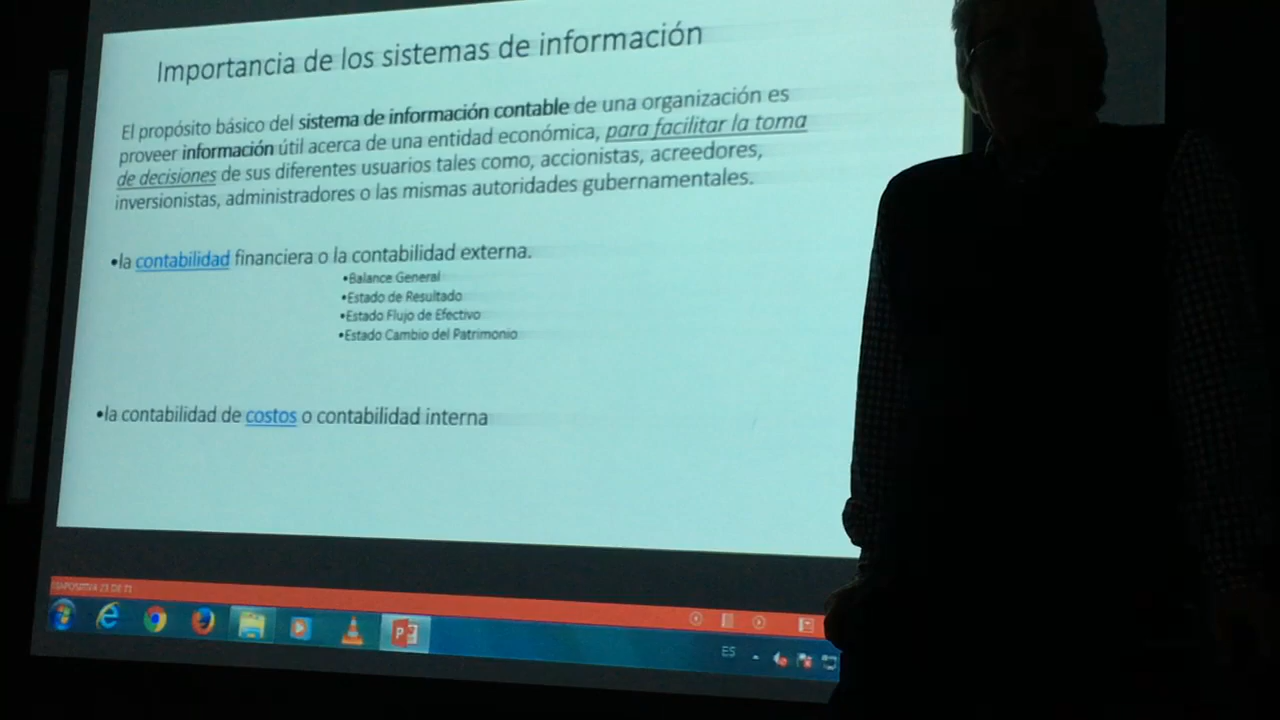 Importancia de los sistemas de información
El propósito básico del sistema de información contable de una organización es
proveer información útil acerca de una entidad económica, para facilitar la toma
de decisiones de sus diferentes usuarios tales como, accionistas, acreedores,
inversionistas, administradores o las mismas autoridades gubernamentales.
•la contabilidad financiera o la contabilidad externa.
•Balance General
•Estado de Resultado
•Estado Flujo de Efectivo
•Estado Cambio del Patrimonio
•la contabilidad de costos o contabilidad interna
ES